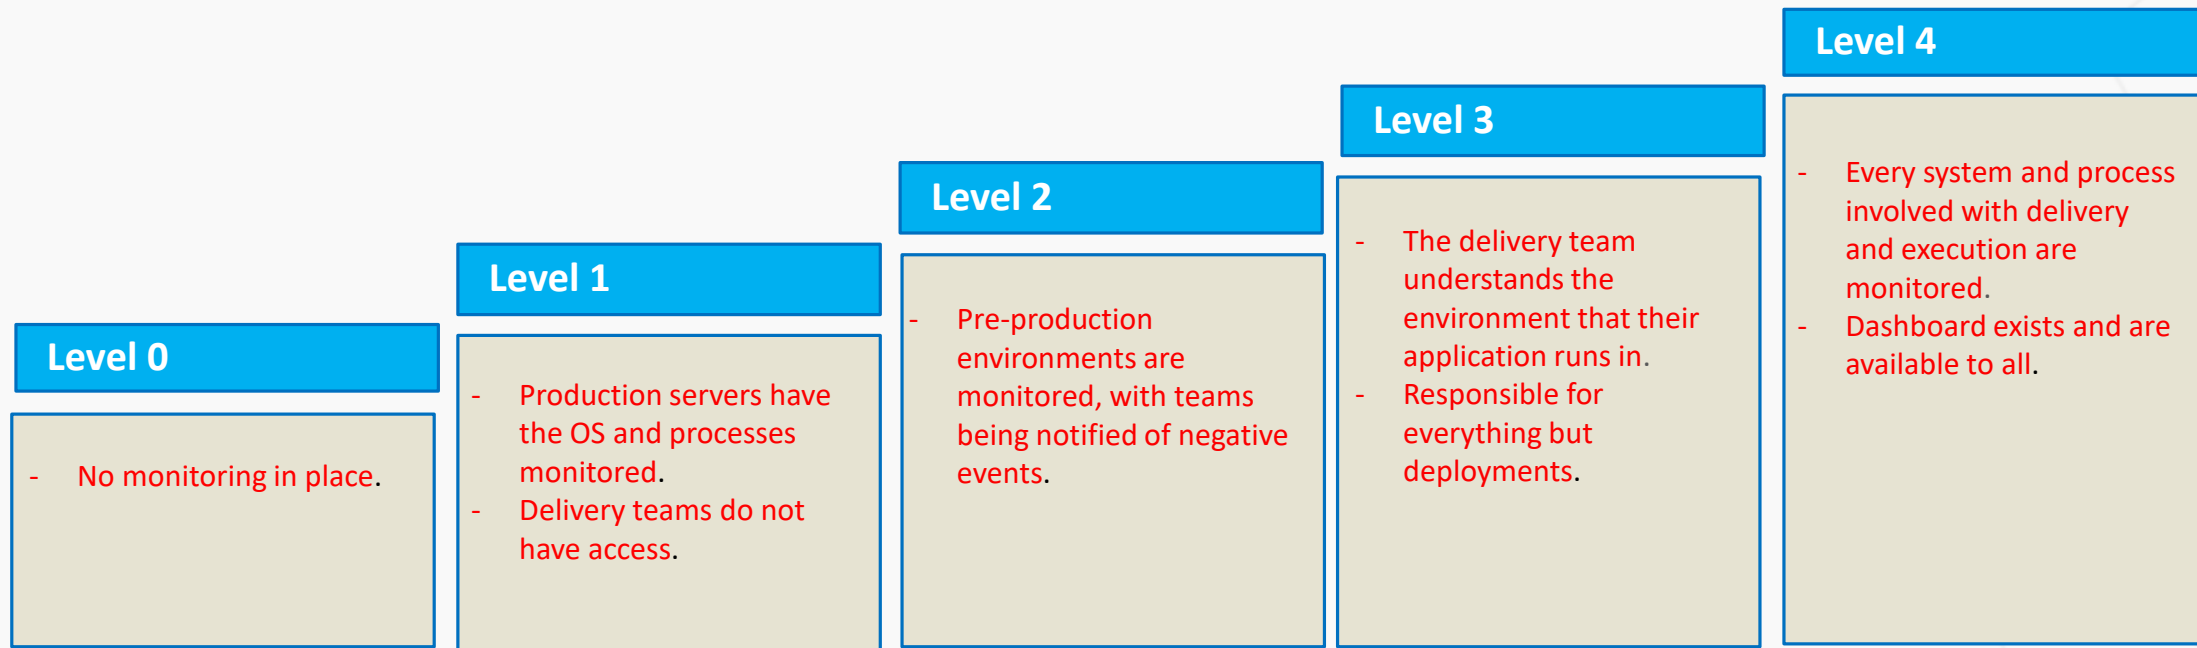 Level 0
- No monitoring in place.
Level 1
- Production servers have
the OS and processes
monitored.
- Delivery teams do not
have access.
Level 2
- Pre-production
environments are
monitored, with teams
being notified of negative
events.
Level 3
- The delivery team
understands the
environment that their
application runs in.
- Responsible for
everything but
deployments.
Level 4
- Every system and process
involved with delivery
and execution are
monitored.
- Dashboard exists and are
available to all.